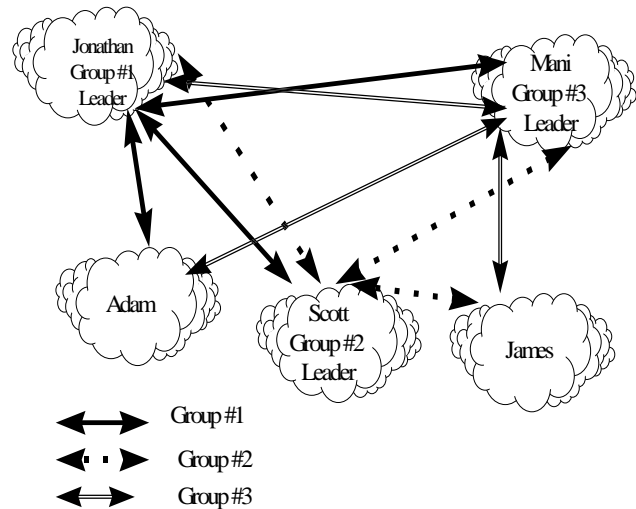 Jonathan
Group #1
Leader
Mani
Group #3
Leader
Adam
Scott
Group #2
Leader
James
Group #1
Group #2
Group #3